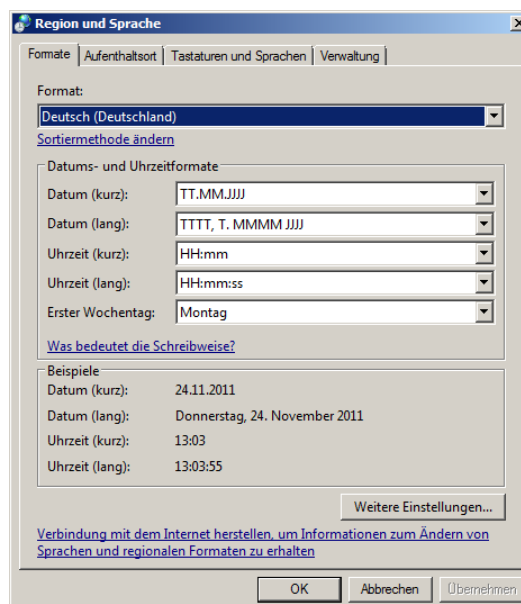 Region und Sprache
Formate Aufenthaltsort Tastaturen und Sprachen Verwaltung
Format:
Deutsch (Deutschland)
Sortiermethode ändern
Datums- und Uhrzeitformate
Datum (kurz): TT.MM.JJJJ
Datum (lang): TTTT, T. MMMM JJJJ
Uhrzeit (kurz): HH:mm
Uhrzeit (lang): HH:mm:ss
Erster Wochentag: Montag
Was bedeutet die Schreibweise?
Beispiele
Datum (kurz): 24.11.2011
Datum (lang): Donnerstag, 24. November 2011
Uhrzeit (kurz): 13:03
Uhrzeit (lang): 13:03:55
Weitere Einstellungen...
Verbindung mit dem Internet herstellen, um Informationen zum Ändern von
Sprachen und regionalen Formaten zu erhalten
OK Abbrechen Übernehmen